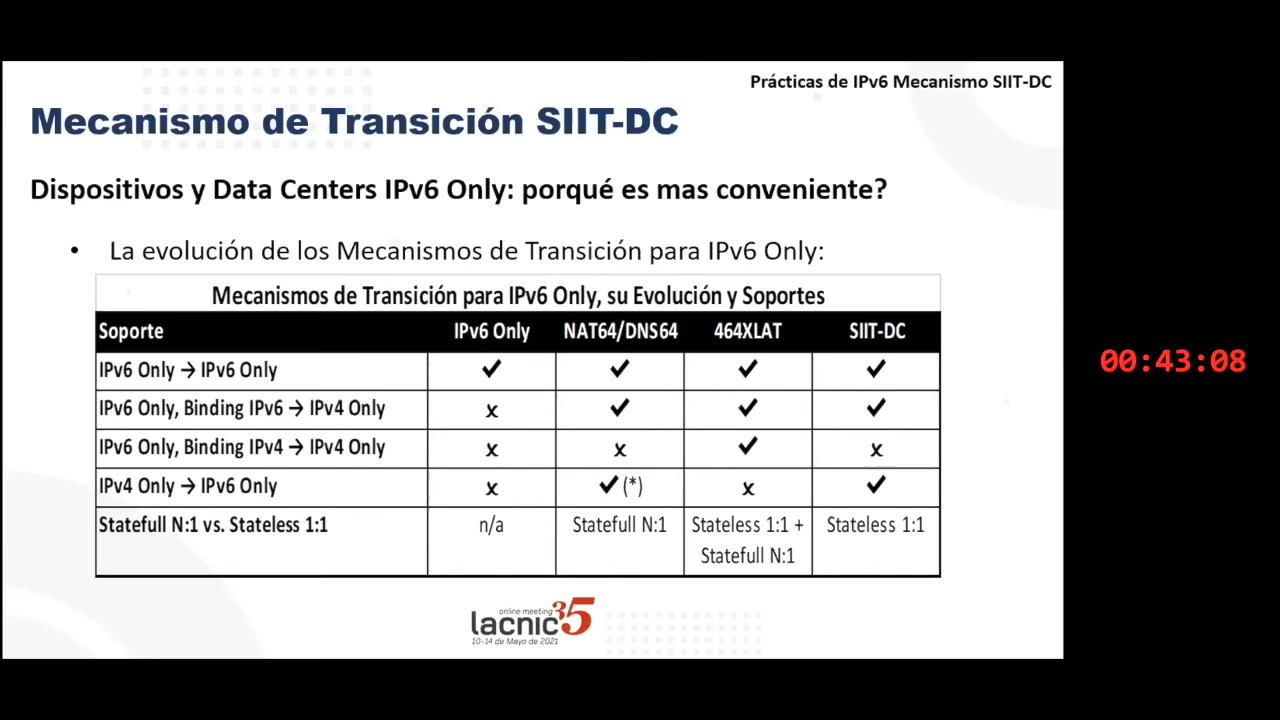 Prácticas de IPv6 Mecanismo SIIT-DC
Mecanismo de Transición SIIT-DC
Dispositivos y Data Centers IPv6 Only: porqué es mas conveniente?
• La evolución de los Mecanismos de Transición para IPv6 Only:
Mecanismos de Transición para IPv6 Only, su Evolución y Soportes
Soporte IPv6 Only NAT64/DNS64 464XLAT SIIT-DC
IPv6 Only → IPv6 Only ✔ ✔ ✔ ✔
IPv6 Only, Binding IPv6 → IPv4 Only x ✔ ✔ ✔
IPv6 Only, Binding IPv4 → IPv4 Only x x ✔ x
IPv4 Only → IPv6 Only x ✔ (*) x ✔
Statefull N:1 vs. Stateless 1:1 n/a Statefull N:1 Stateless 1:1 + Stateless 1:1
Statefull N:1
online meeting
lacnic 35
10-14 de Mayo de 2021
00:43:08